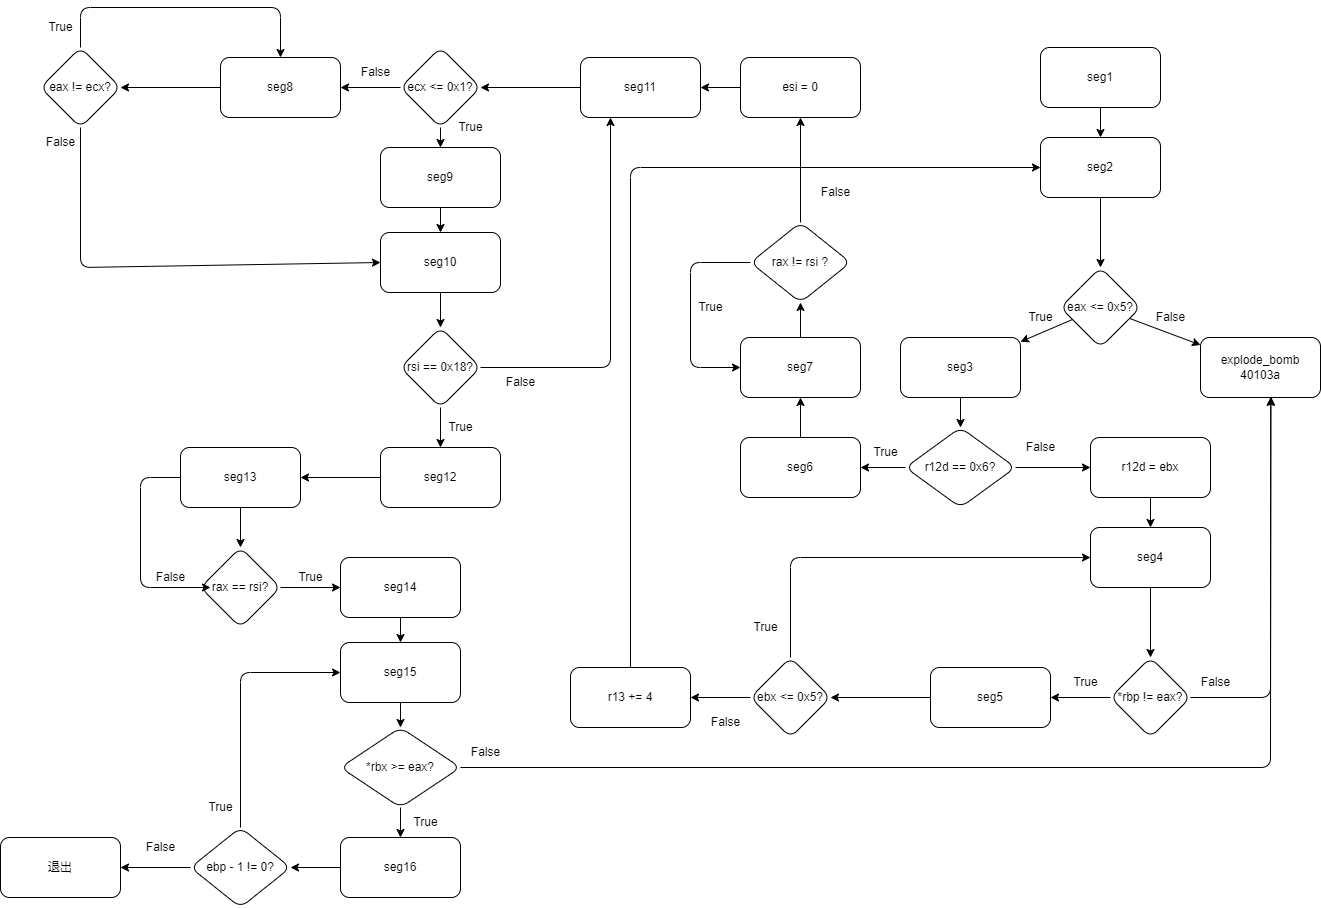 True
eax != ecx?
False
seg8
False
ecx <= 0x1?
True
seg11
esi = 0
seg1
seg9
seg2
False
seg10
rax != rsi ?
True
eax <= 0x5?
True
False
rsi == 0x18?
False
True
seg7
seg3
explode_bomb
40103a
seg13
seg12
seg6
True
r12d == 0x6?
False
r12d = ebx
seg4
False
rax == rsi?
True
seg14
True
seg15
r13 += 4
False
ebx <= 0x5?
seg5
True
*rbp != eax?
False
*rbx >= eax?
False
True
True
退出
False
ebp - 1 != 0?
seg16